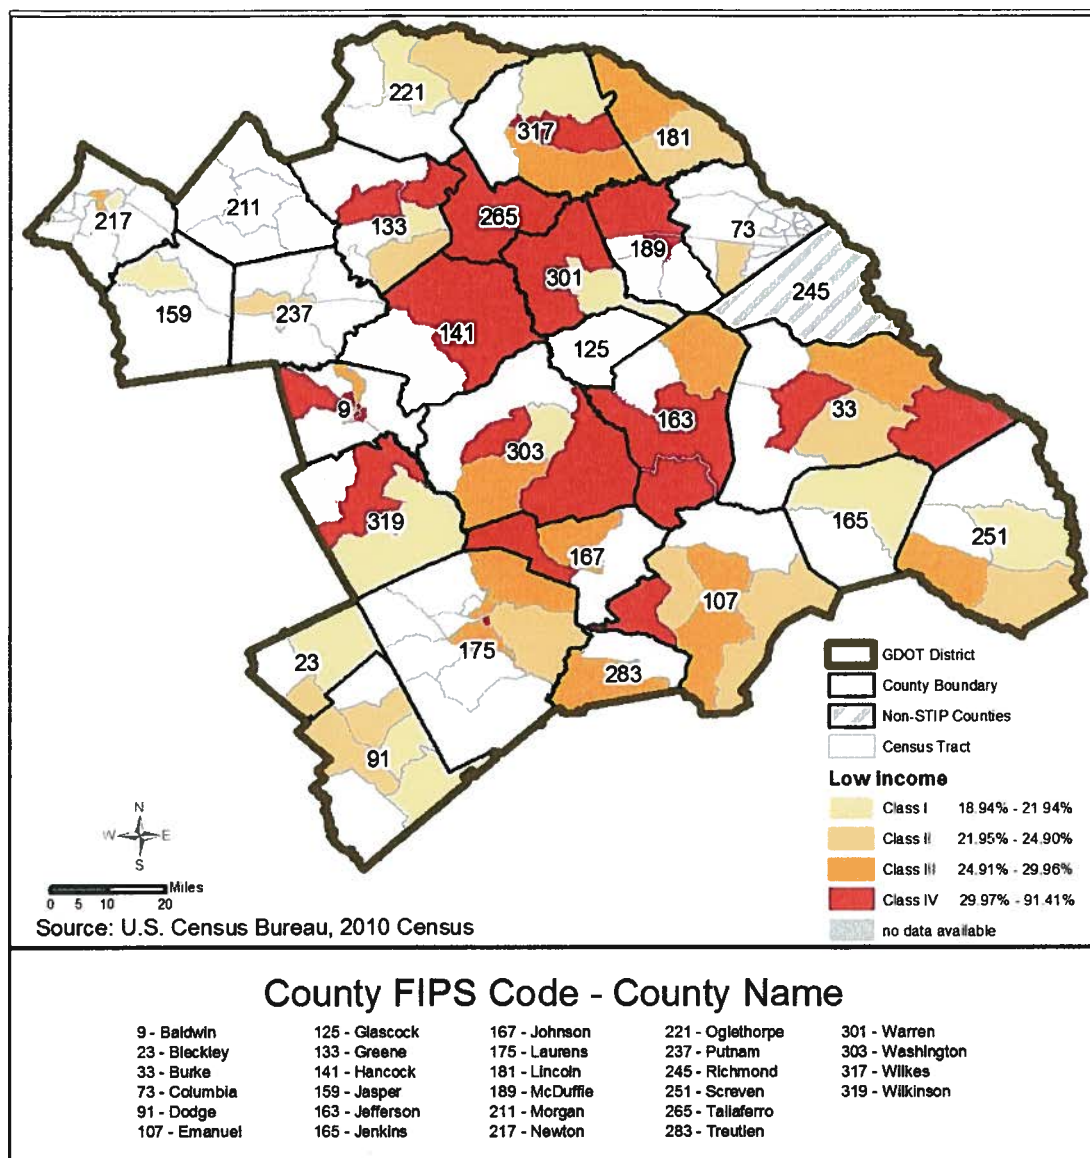 221
317
181
217
211
133
265
73
189
301
245
159
237
141
125
9
163
33
303
319
165
251
167
107
23
175
283
91
GDOT District
County Boundary
Non-STIP Counties
Census Tract
Low Income
Class I 18.94% - 21.94%
Class II 21.95% - 24.90%
Class III 24.91% - 29.96%
Class IV 29.97% - 91.41%
no data available
N
W E
S
Miles
0 5 10 20
Source: U.S. Census Bureau, 2010 Census
County FIPS Code - County Name
9 - Baldwin 125 - Glascock 167 - Johnson 221 - Oglethorpe 301 - Warren
23 - Bleckley 133 - Greene 175 - Laurens 237 - Putnam 303 - Washington
33 - Burke 141 - Hancock 181 - Lincoln 245 - Richmond 317 - Wilkes
73 - Columbia 159 - Jasper 189 - McDuffie 251 - Screven 319 - Wilkinson
91 - Dodge 163 - Jefferson 211 - Morgan 265 - Taliaferro
107 - Emanuel 165 - Jenkins 217 - Newton 283 - Treutlen